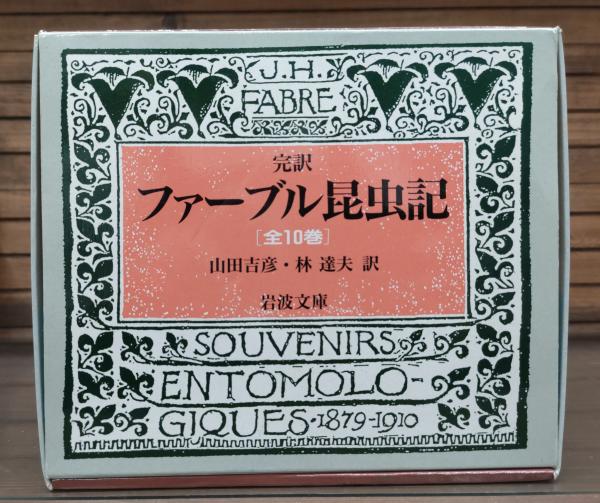 J.H.
FABRE
完訳
ファーブル昆虫記
[全10巻]
山田吉彦・林 達夫 訳
岩波文庫
SOUVENIRS
ENTOMOLO-
GIQUES·1879-1910